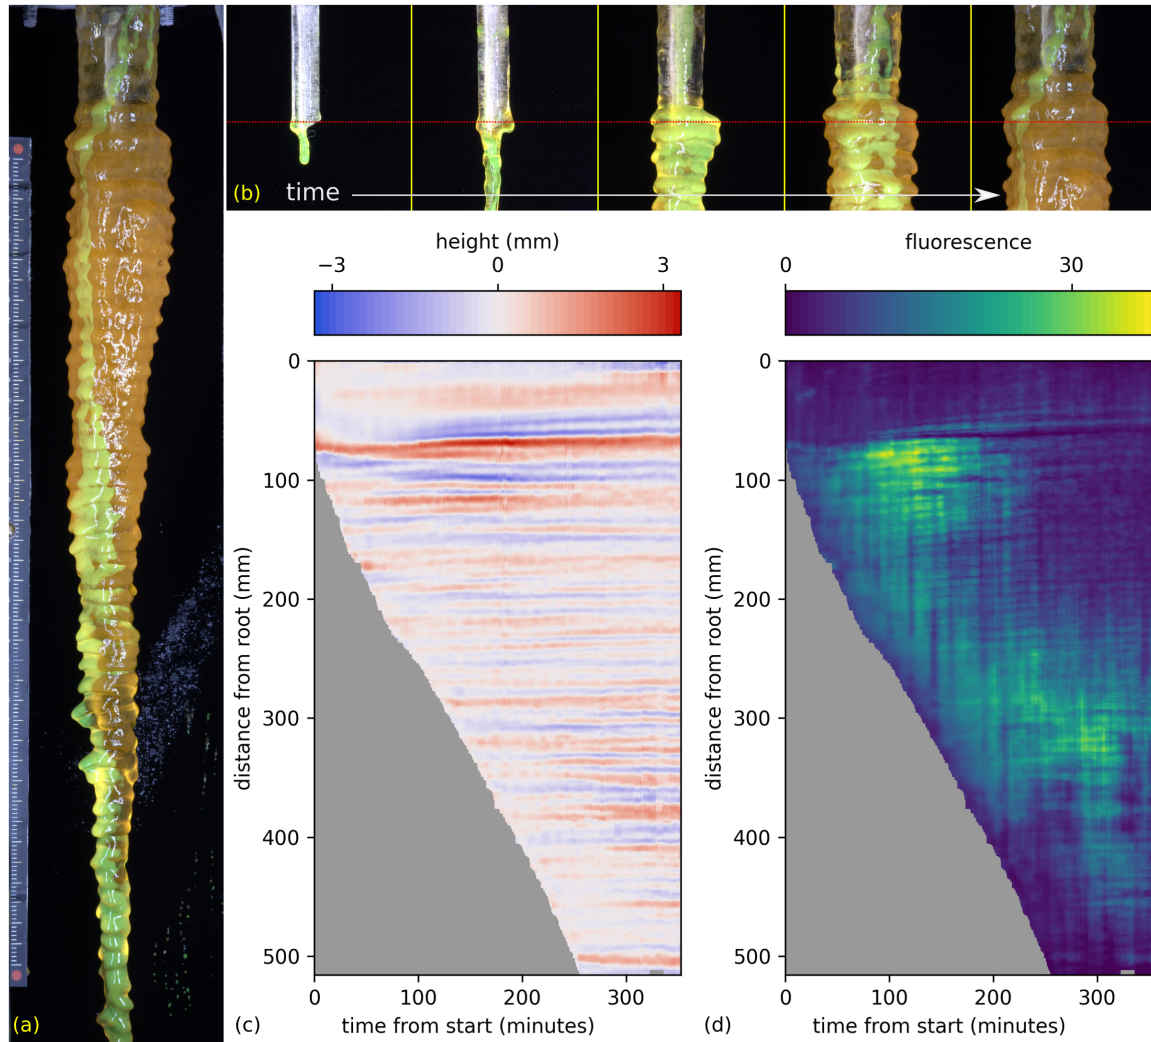 (b)
time
height (mm)
−3
0
3
fluorescence
0
30
0
100
200
300
400
500
distance from root (mm)
0
100
200
300
time from start (minutes)
0
100
200
300
400
500
distance from root (mm)
0
100
200
300
time from start (minutes)
(a)
(c)
(d)